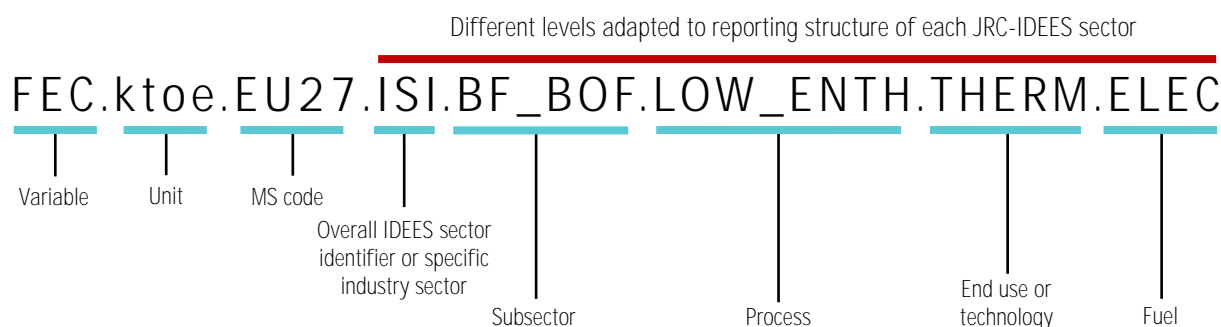 Different levels adapted to reporting structure of each JRC-IDEES sector
FEC.ktoe.EU27.ISI.BF_BOF.LOW_ENTH.THERM.ELEC
Variable
Unit
MS code
Overall IDEES sector
identifier or specific
industry sector
Subsector
Process
End use or
technology
Fuel